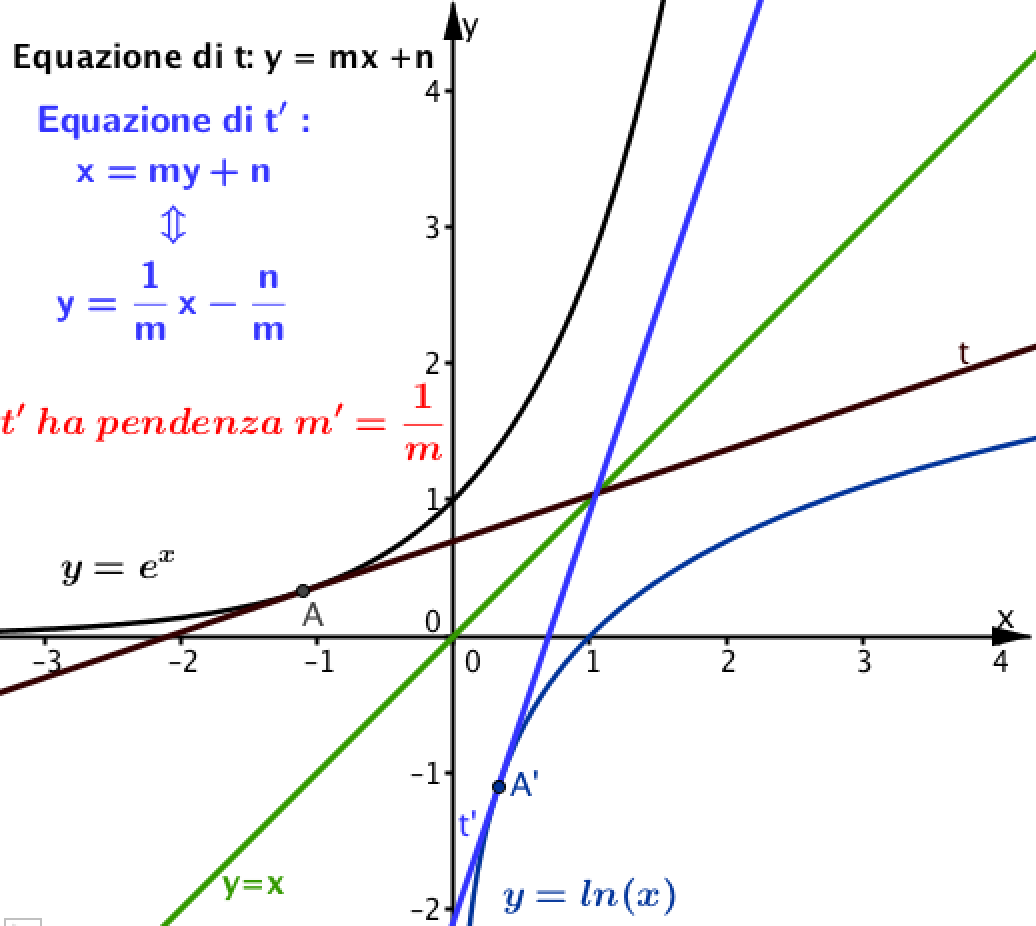 Equazione di t: y = mx +n
Equazione di t′ :
x = my + n
⇕
y = 1/m x − n/m
t′ ha pendenza m′ = 1/m
y = eˣ
A
t
y
x
4
3
2
1
0
–3
–2
–1
0
1
2
3
4
–1
–2
A'
t'
y=x
y = ln(x)